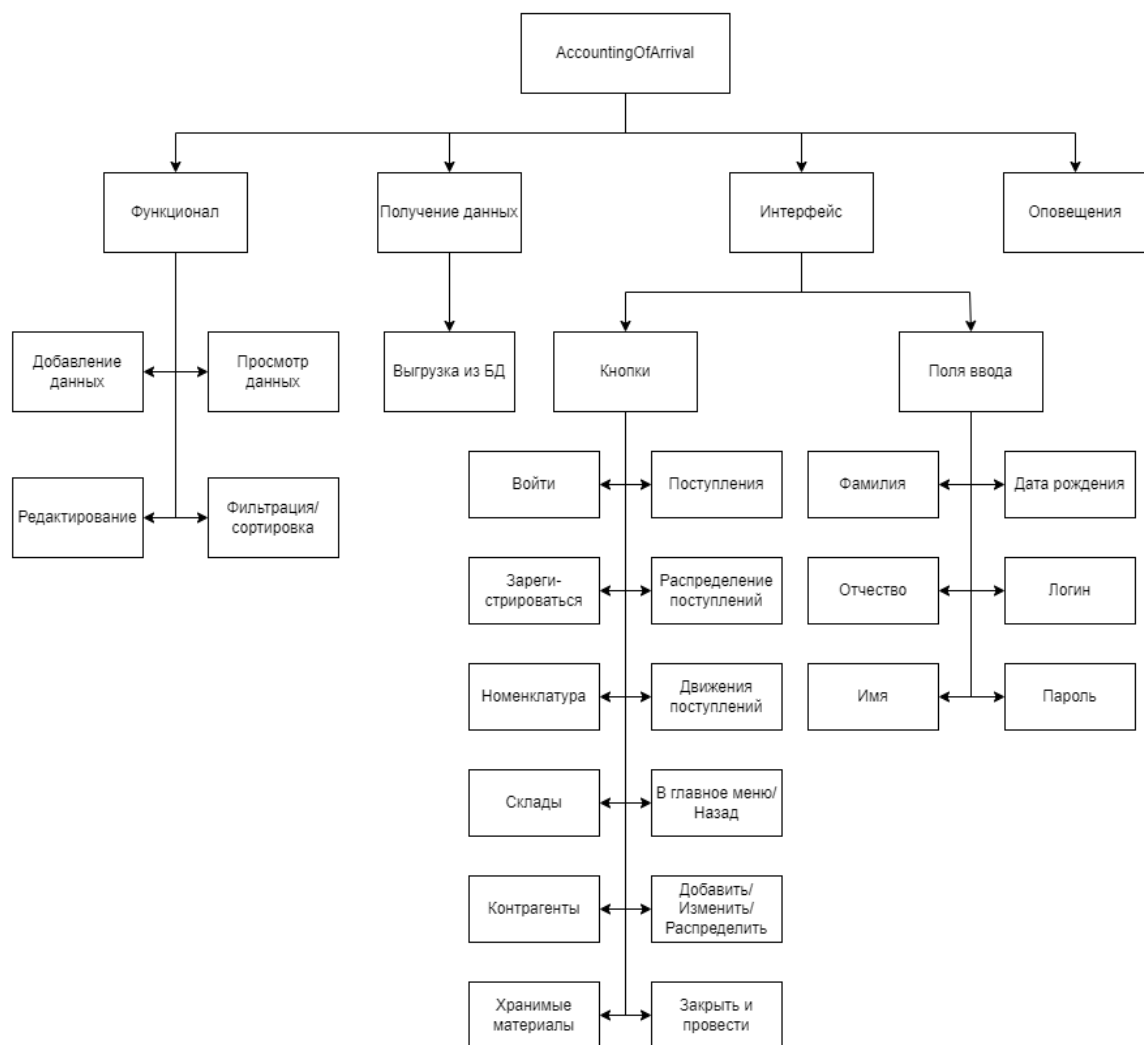 AccountingOfArrival
Функционал
Получение данных
Интерфейс
Оповещения
Добавление
данных
Просмотр
данных
Выгрузка из БД
Кнопки
Поля ввода
Редактирование
Фильтрация/
сортировка
Войти
Поступления
Фамилия
Дата рождения
Зареги-
стрироваться
Распределение
поступлений
Отчество
Логин
Номенклатура
Движения
поступлений
Имя
Пароль
Склады
В главное меню/
Назад
Контрагенты
Добавить/
Изменить/
Распределить
Хранимые
материалы
Закрыть и
провести